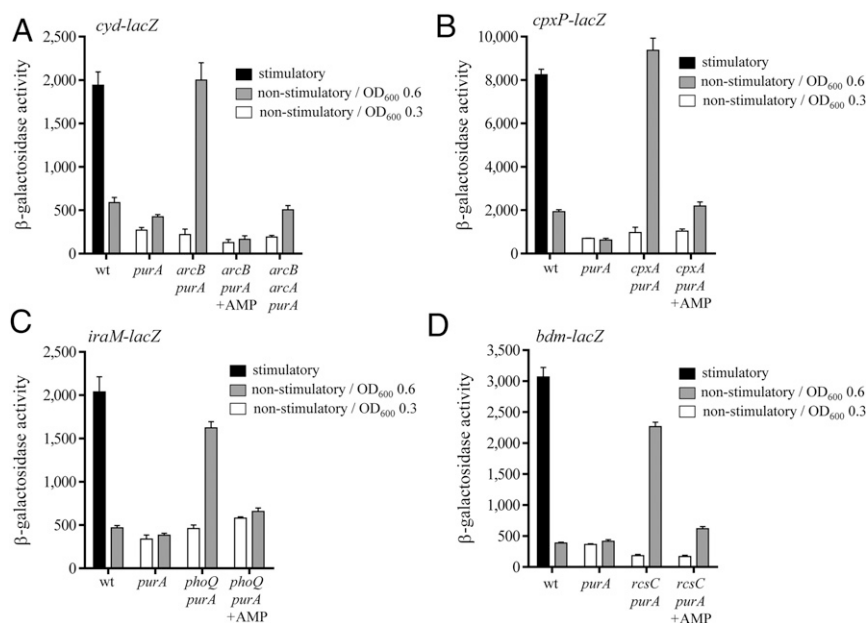 A
cyd-lacZ
β-galactosidase activity
2,500
2,000
1,500
1,000
500
0
stimulatory
non-stimulatory / OD600 0.6
non-stimulatory / OD600 0.3
wt purA arcB arcB arcB
purA purA arcA
+AMP purA
B
cpxP-lacZ
β-galactosidase activity
10,000
8,000
6,000
4,000
2,000
0
stimulatory
non-stimulatory / OD600 0.6
non-stimulatory / OD600 0.3
wt purA cpxA cpxA
purA purA
+AMP
C
iraM-lacZ
β-galactosidase activity
2,500
2,000
1,500
1,000
500
0
stimulatory
non-stimulatory / OD600 0.6
non-stimulatory / OD600 0.3
wt purA phoQ phoQ
purA purA
+AMP
D
bdm-lacZ
β-galactosidase activity
3,500
3,000
2,500
2,000
1,500
1,000
500
0
stimulatory
non-stimulatory / OD600 0.6
non-stimulatory / OD600 0.3
wt purA rcsC rcsC
purA purA
+AMP